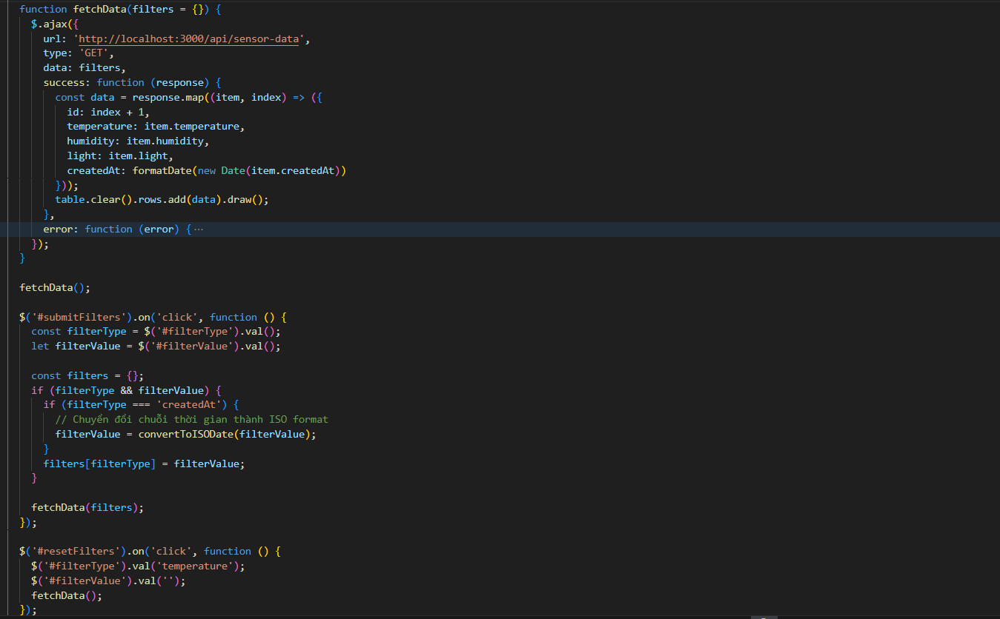 function fetchData(filters = {}) {
$.ajax({
url: 'http://localhost:3000/api/sensor-data',
type: 'GET',
data: filters,
success: function (response) {
const data = response.map((item, index) => ({
id: index + 1,
temperature: item.temperature,
humidity: item.humidity,
light: item.light,
createdAt: formatDate(new Date(item.createdAt))
}));
table.clear().rows.add(data).draw();
},
error: function (error) { ···
});
}
fetchData();
$('#submitFilters').on('click', function () {
const filterType = $('#filterType').val();
let filterValue = $('#filterValue').val();
const filters = {};
if (filterType && filterValue) {
if (filterType === 'createdAt') {
// Chuyển đổi chuỗi thời gian thành ISO format
filterValue = convertToISODate(filterValue);
}
filters[filterType] = filterValue;
}
fetchData(filters);
});
$('#resetFilters').on('click', function () {
$('#filterType').val('temperature');
$('#filterValue').val('');
fetchData();
});